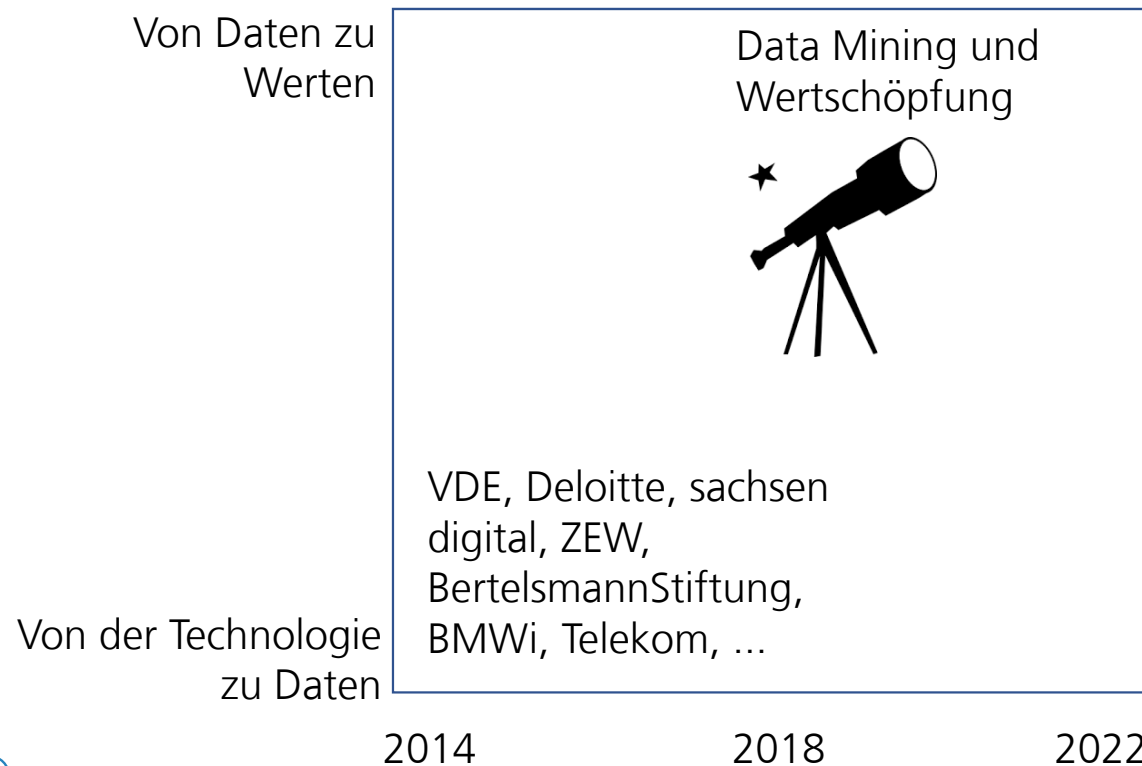 Von Daten zu
Werten
Data Mining und
Wertschöpfung
VDE, Deloitte, sachsen
digital, ZEW,
BertelsmannStiftung,
BMWi, Telekom, ...
Von der Technologie
zu Daten
2014 2018 2022